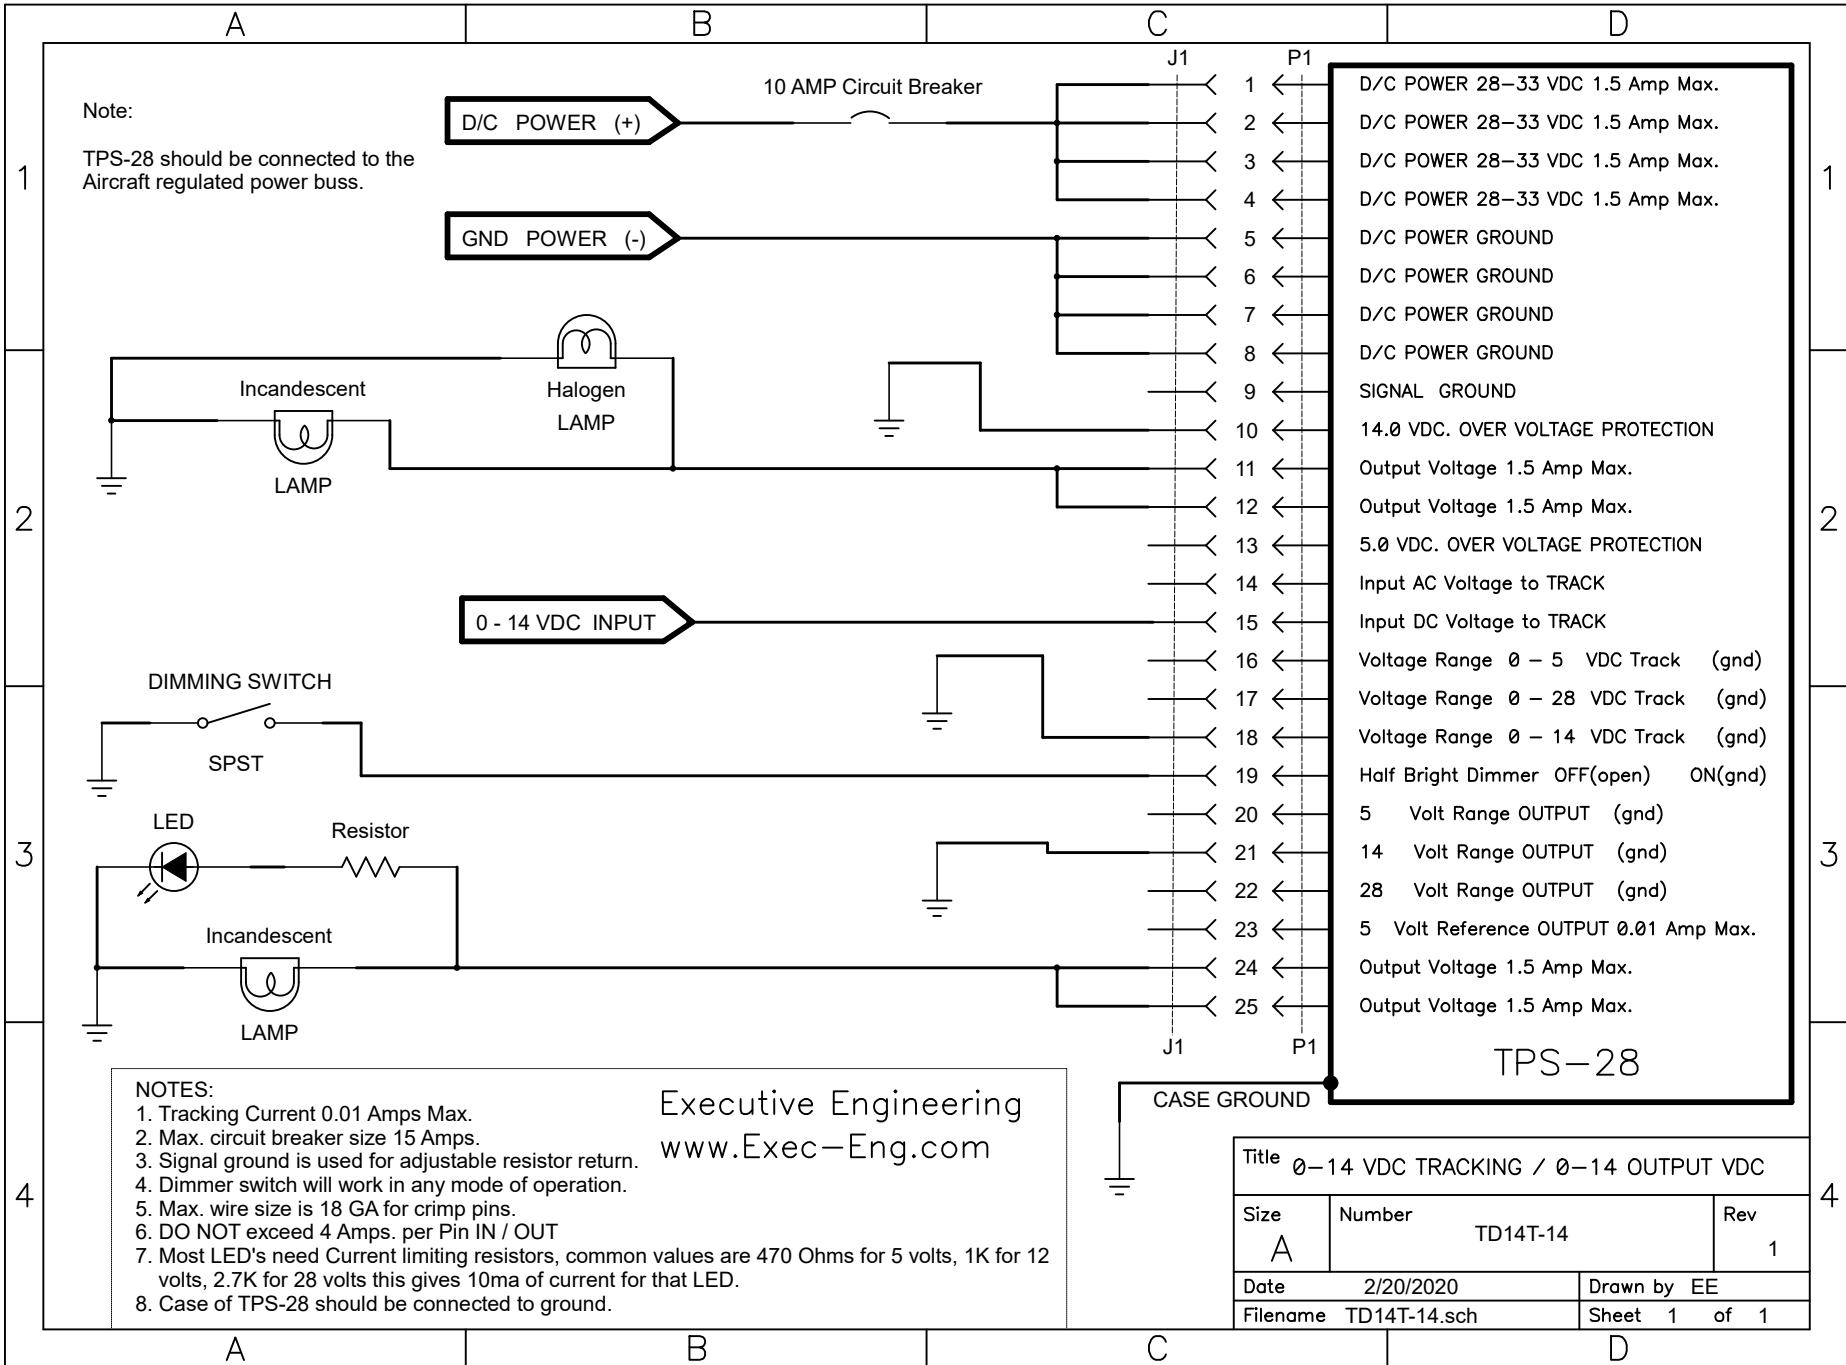 A B C D
Note:
TPS-28 should be connected to the
Aircraft regulated power buss.
D/C POWER (+)
10 AMP Circuit Breaker
GND POWER (-)
Halogen
LAMP
Incandescent
LAMP
0 - 14 VDC INPUT
DIMMING SWITCH
SPST
LED
Resistor
Incandescent
LAMP
J1 P1
1 D/C POWER 28-33 VDC 1.5 Amp Max.
2 D/C POWER 28-33 VDC 1.5 Amp Max.
3 D/C POWER 28-33 VDC 1.5 Amp Max.
4 D/C POWER 28-33 VDC 1.5 Amp Max.
5 D/C POWER GROUND
6 D/C POWER GROUND
7 D/C POWER GROUND
8 D/C POWER GROUND
9 SIGNAL GROUND
10 14.0 VDC. OVER VOLTAGE PROTECTION
11 Output Voltage 1.5 Amp Max.
12 Output Voltage 1.5 Amp Max.
13 5.0 VDC. OVER VOLTAGE PROTECTION
14 Input AC Voltage to TRACK
15 Input DC Voltage to TRACK
16 Voltage Range 0 - 5 VDC Track (gnd)
17 Voltage Range 0 - 28 VDC Track (gnd)
18 Voltage Range 0 - 14 VDC Track (gnd)
19 Half Bright Dimmer OFF(open) ON(gnd)
20 5 Volt Range OUTPUT (gnd)
21 14 Volt Range OUTPUT (gnd)
22 28 Volt Range OUTPUT (gnd)
23 5 Volt Reference OUTPUT 0.01 Amp Max.
24 Output Voltage 1.5 Amp Max.
25 Output Voltage 1.5 Amp Max.
J1 P1
TPS-28
CASE GROUND
1 1
2 2
3 3
4 4
NOTES:
1. Tracking Current 0.01 Amps Max.
2. Max. circuit breaker size 15 Amps.
3. Signal ground is used for adjustable resistor return.
4. Dimmer switch will work in any mode of operation.
5. Max. wire size is 18 GA for crimp pins.
6. DO NOT exceed 4 Amps. per Pin IN / OUT
7. Most LED's need Current limiting resistors, common values are 470 Ohms for 5 volts, 1K for 12
volts, 2.7K for 28 volts this gives 10ma of current for that LED.
8. Case of TPS-28 should be connected to ground.
Executive Engineering
www.Exec-Eng.com
Title 0-14 VDC TRACKING / 0-14 OUTPUT VDC
Size Number Rev
A TD14T-14 1
Date 2/20/2020 Drawn by EE
Filename TD14T-14.sch Sheet 1 of 1
A B C D